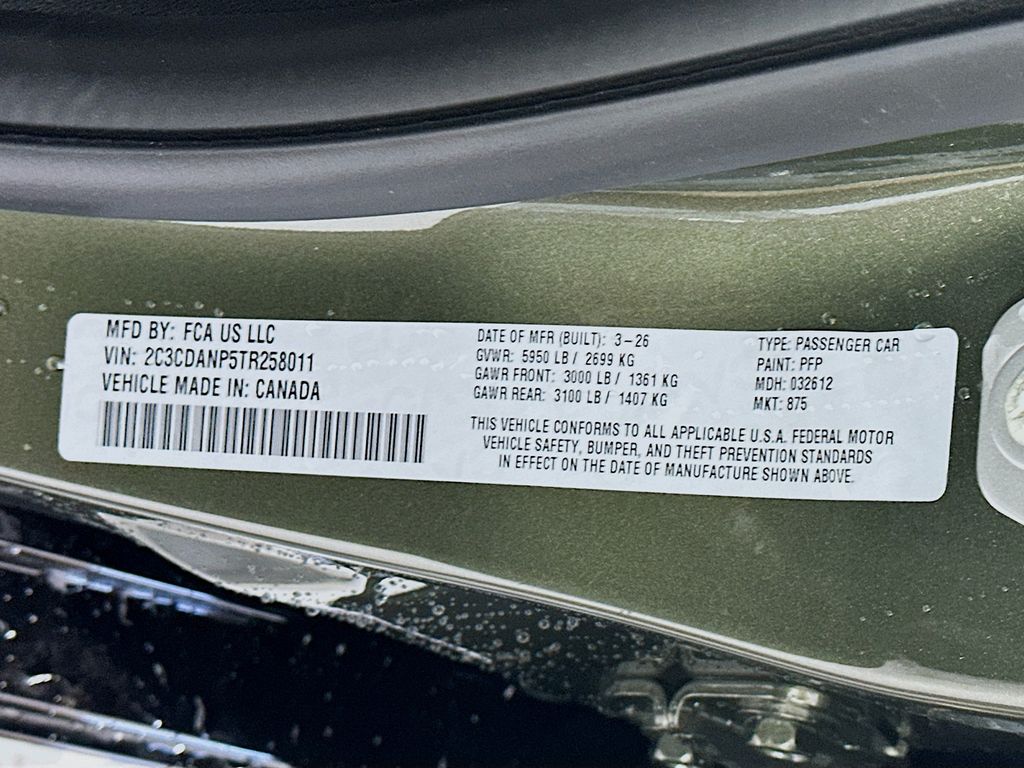 MFD BY: FCA US LLC
VIN: 2C3CDANP5TR258011
VEHICLE MADE IN: CANADA
DATE OF MFR (BUILT): 3-26
GVWR: 5950 LB / 2699 KG
GAWR FRONT: 3000 LB / 1361 KG
GAWR REAR: 3100 LB / 1407 KG
TYPE: PASSENGER CAR
PAINT: PFP
MDH: 032612
MKT: 875
THIS VEHICLE CONFORMS TO ALL APPLICABLE U.S.A. FEDERAL MOTOR
VEHICLE SAFETY, BUMPER, AND THEFT PREVENTION STANDARDS
IN EFFECT ON THE DATE OF MANUFACTURE SHOWN ABOVE.